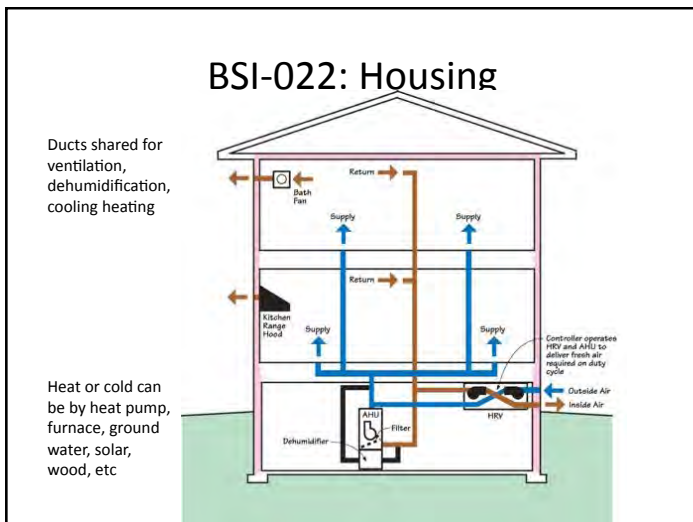 BSI-022: Housing
Ducts shared for
ventilation,
dehumidification,
cooling heating
Return
Bath
Fan
Supply
Supply
Return
Kitchen
Range
Hood
Supply
Supply
Controller operates
HRV and AHU to
deliver fresh air
required on duty
cycle
Heat or cold can
be by heat pump,
furnace, ground
water, solar,
wood, etc
Outside Air
Inside Air
HRV
AHU
Filter
Dehumidifier